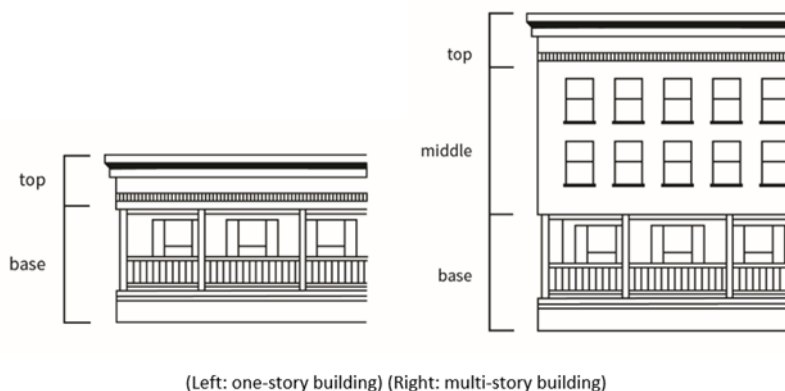 top
base
top
middle
base
(Left: one-story building) (Right: multi-story building)